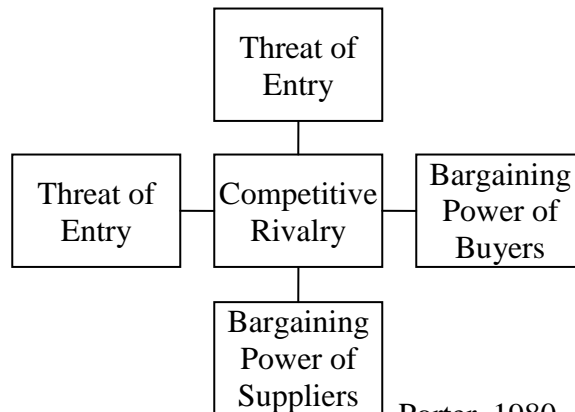 Threat of
Entry
Threat of
Entry
Competitive
Rivalry
Bargaining
Power of
Buyers
Bargaining
Power of
Suppliers
Porter, 1980